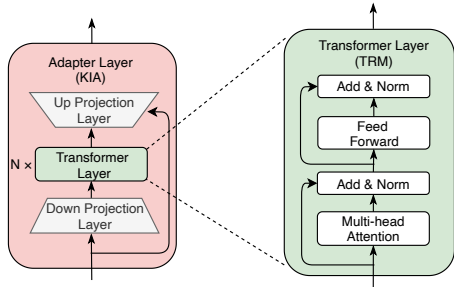 Adapter Layer
(KIA)
Up Projection
Layer
N ×
Transformer
Layer
Down Projection
Layer
Transformer Layer
(TRM)
Add & Norm
Feed
Forward
Add & Norm
Multi-head
Attention